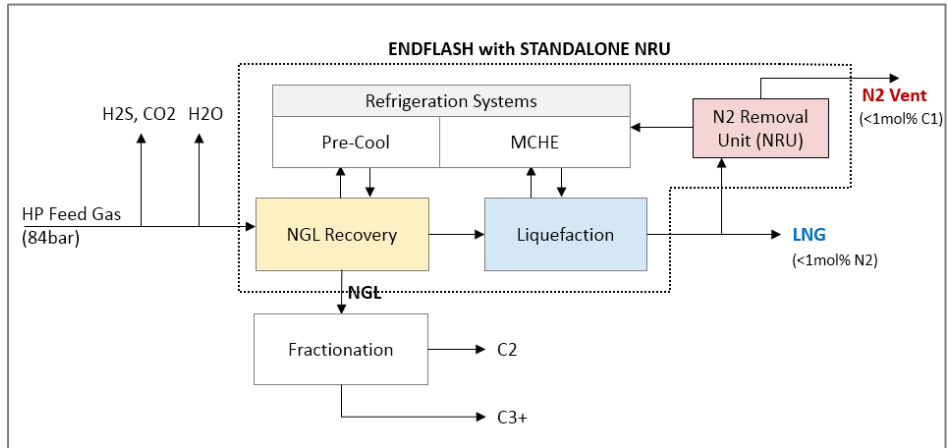 ENDFLASH with STANDALONE NRU
H2S, CO2
H2O
Refrigeration Systems
Pre-Cool
MCHE
N2 Removal
Unit (NRU)
N2 Vent
(<1mol% C1)
HP Feed Gas
(84bar)
NGL Recovery
Liquefaction
LNG
(<1mol% N2)
NGL
Fractionation
C2
C3+